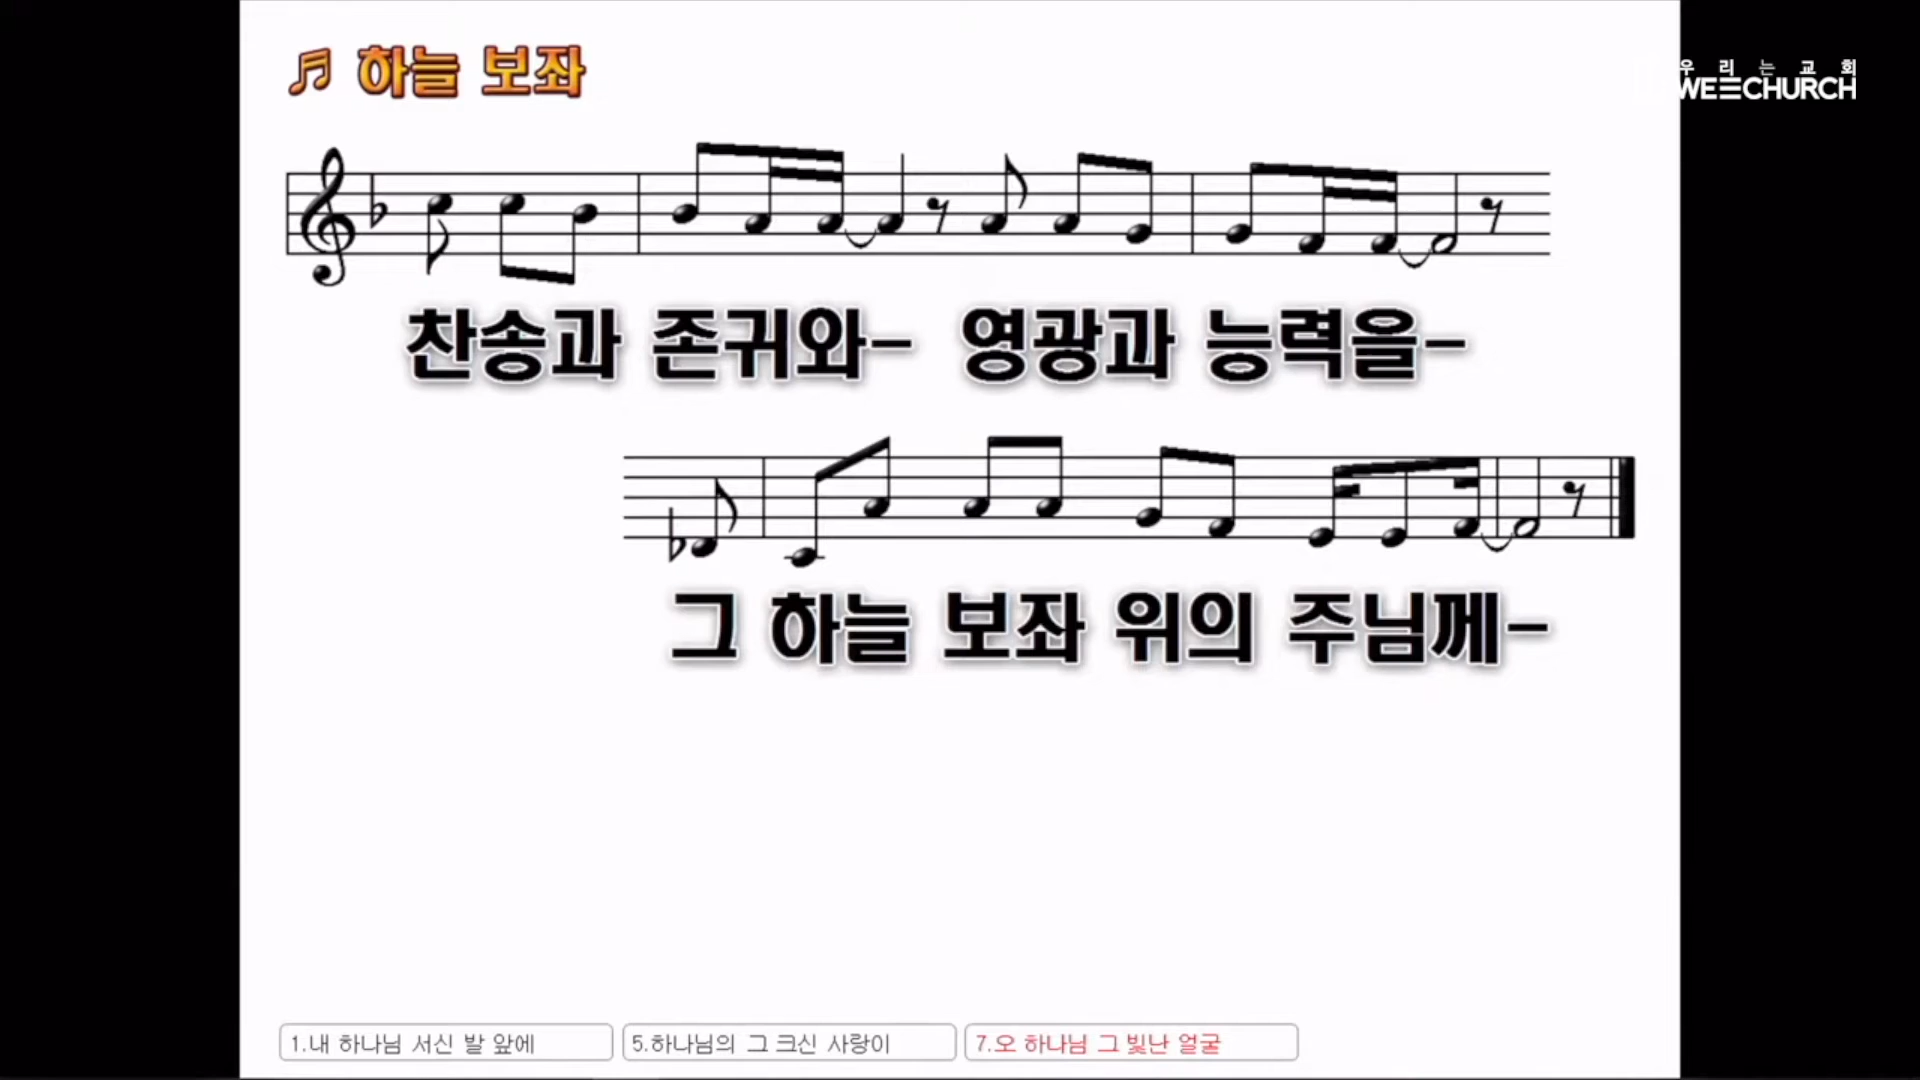 하늘 보좌
우리는교회
WECHURCH
찬송과 존귀와- 영광과 능력을-
그 하늘 보좌 위의 주님께-
1.내 하나님 서신 발 앞에
5.하나님의 그 크신 사랑이
7.오 하나님 그 빛난 얼굴